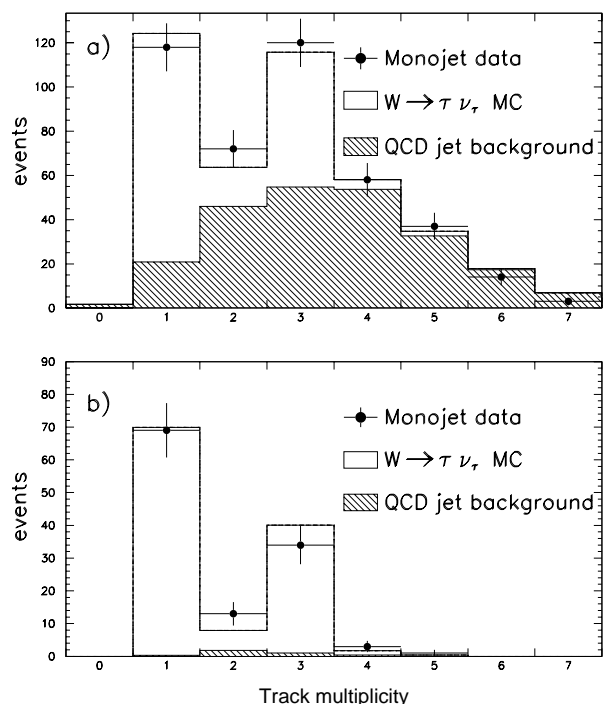 a)
Monojet data
W → τ ν_τ MC
QCD jet background
events
120
100
80
60
40
20
0
0 1 2 3 4 5 6 7
b)
Monojet data
W → τ ν_τ MC
QCD jet background
events
90
80
70
60
50
40
30
20
10
0
0 1 2 3 4 5 6 7
Track multiplicity